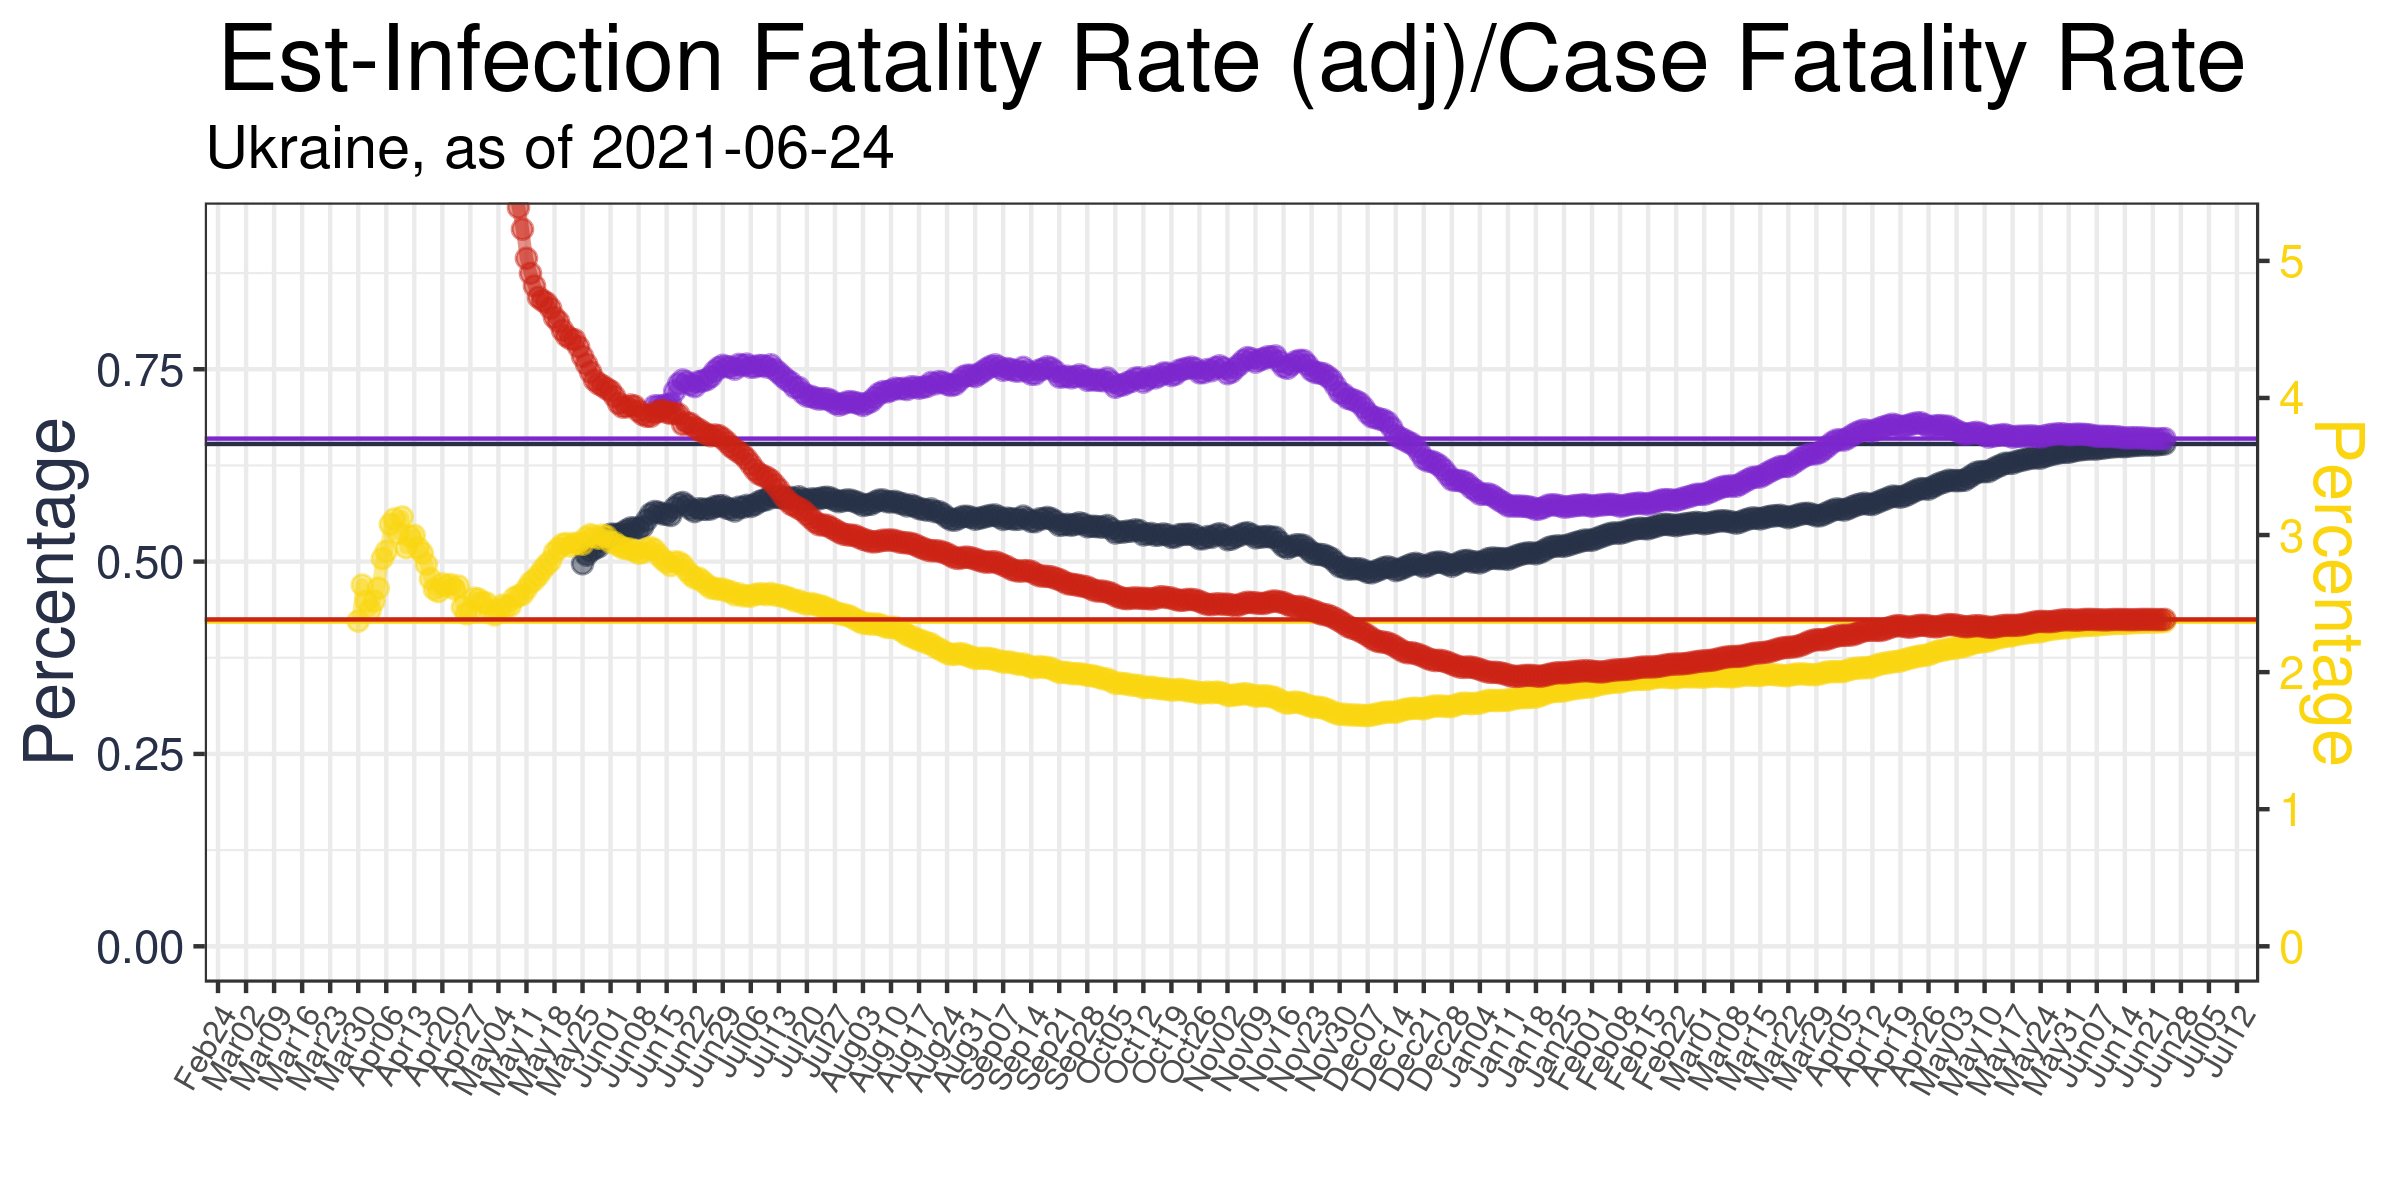 Est-Infection Fatality Rate (adj)/Case Fatality Rate
Ukraine, as of 2021-06-24
Percentage
0.75
0.50
0.25
0.00
5
4
3
2
1
0
Percentage
Feb24
Mar02
Mar09
Mar16
Mar23
Mar30
Apr06
Apr13
Apr20
Apr27
May04
May11
May18
May25
Jun01
Jun08
Jun15
Jun22
Jun29
Jul06
Jul13
Jul20
Jul27
Aug03
Aug10
Aug17
Aug24
Aug31
Sep07
Sep14
Sep21
Sep28
Oct05
Oct12
Oct19
Oct26
Nov02
Nov09
Nov16
Nov23
Nov30
Dec07
Dec14
Dec21
Dec28
Jan04
Jan11
Jan18
Jan25
Feb01
Feb08
Feb15
Feb22
Mar01
Mar08
Mar15
Mar22
Mar29
Apr05
Apr12
Apr19
Apr26
May03
May10
May17
May24
May31
Jun07
Jun14
Jun21
Jun28
Jul05
Jul12